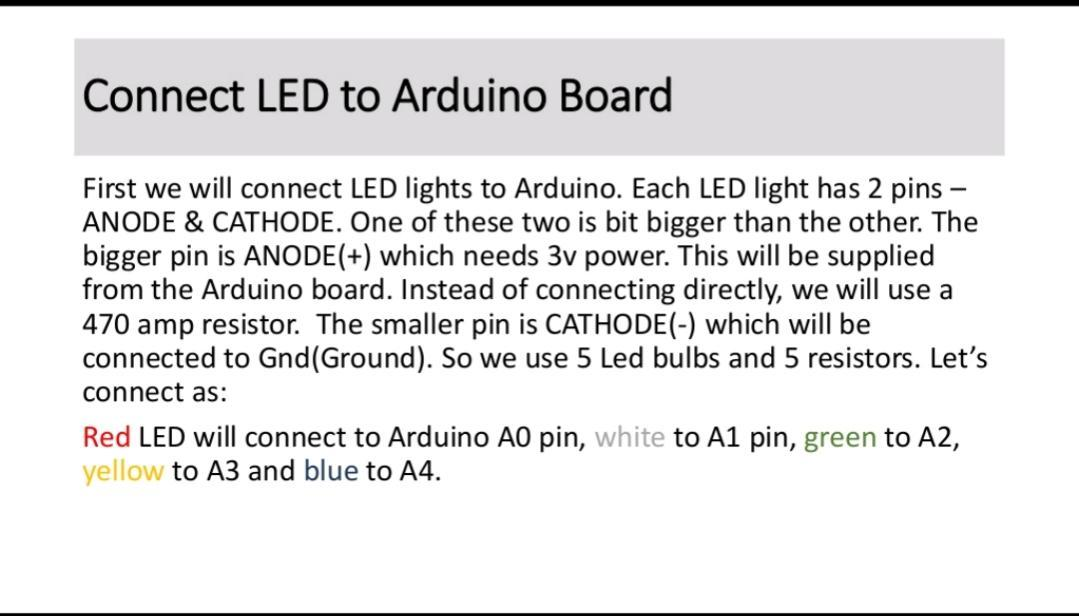 Connect LED to Arduino Board
First we will connect LED lights to Arduino. Each LED light has 2 pins –
ANODE & CATHODE. One of these two is bit bigger than the other. The
bigger pin is ANODE(+) which needs 3v power. This will be supplied
from the Arduino board. Instead of connecting directly, we will use a
470 amp resistor.  The smaller pin is CATHODE(-) which will be
connected to Gnd(Ground). So we use 5 Led bulbs and 5 resistors. Let’s
connect as:
Red LED will connect to Arduino A0 pin, white to A1 pin, green to A2,
yellow to A3 and blue to A4.